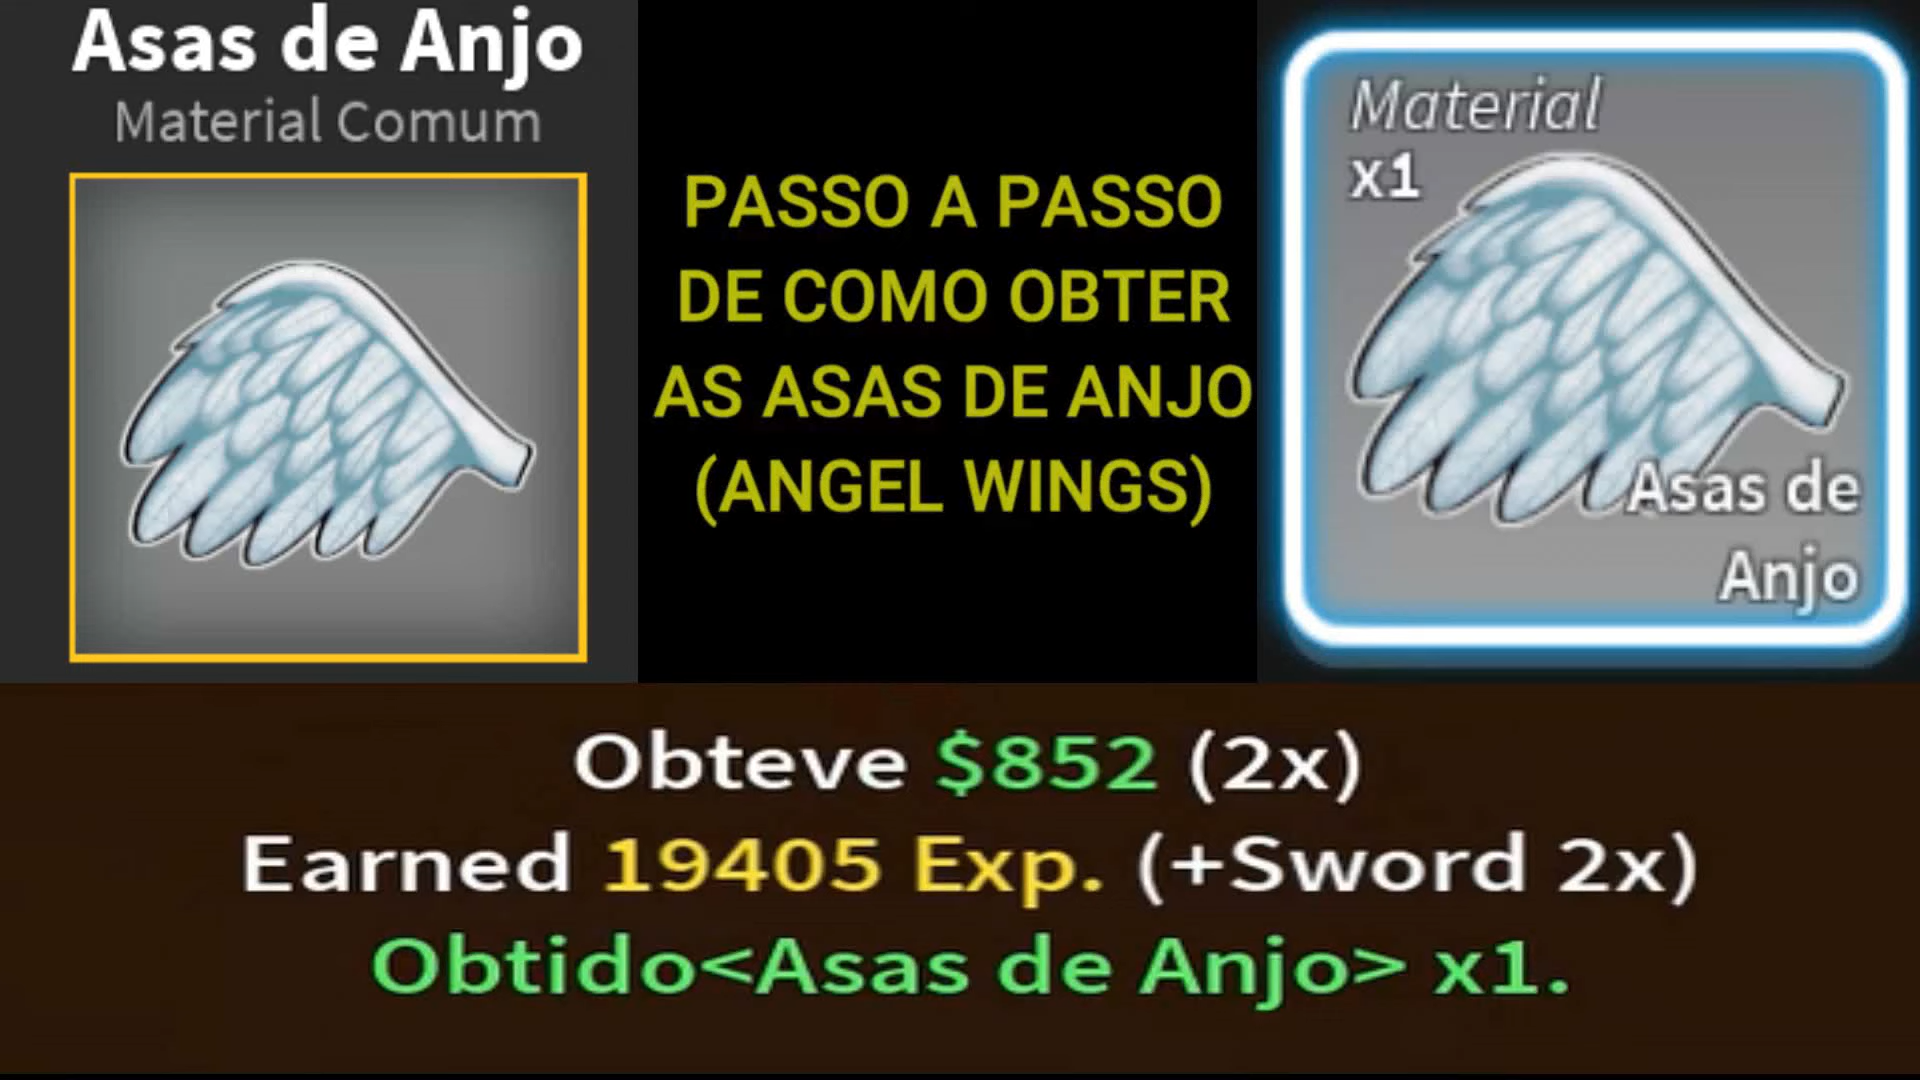 Asas de Anjo
Material Comum
PASSO A PASSO
DE COMO OBTER
AS ASAS DE ANJO
(ANGEL WINGS)
Material
x1
Asas de
Anjo
Obteve $852 (2x)
Earned 19405 Exp. (+Sword 2x)
Obtido<Asas de Anjo> x1.